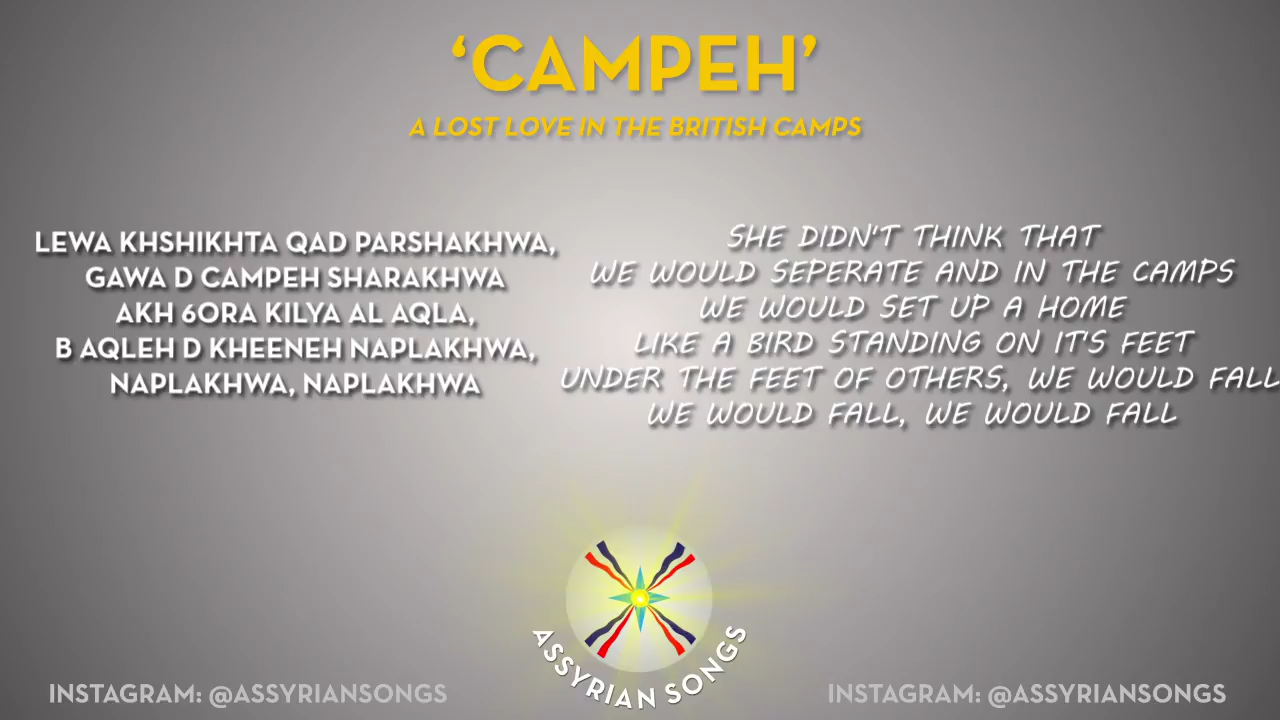 ‘CAMPEH’
A LOST LOVE IN THE BRITISH CAMPS
LEWA KHSHIKHTA QAD PARSHAKHWA,
GAWA D CAMPEH SHARAKHWA
AKH 6ORA KILYA AL AQLA,
B AQLEH D KHEENEH NAPLAKHWA,
NAPLAKHWA, NAPLAKHWA
SHE DIDN'T THINK THAT
WE WOULD SEPERATE AND IN THE CAMPS
WE WOULD SET UP A HOME
LIKE A BIRD STANDING ON IT'S FEET
UNDER THE FEET OF OTHERS, WE WOULD FALL
WE WOULD FALL, WE WOULD FALL
ASSYRIAN SONGS
INSTAGRAM: @ASSYRIANSONGS
INSTAGRAM: @ASSYRIANSONGS